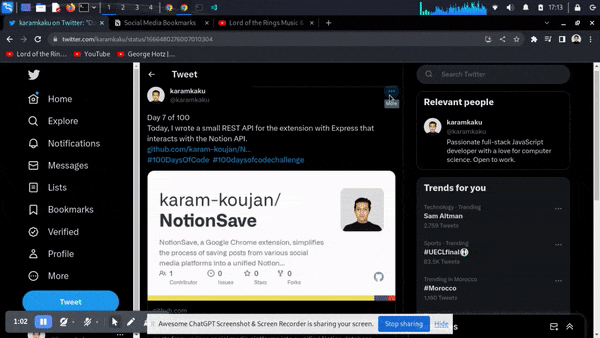 1
2
3
4
17:13
karamkaku on Twitter: "Da
Social Media Bookmarks
Lord of the Rings Music &
twitter.com/karamkaku/status/1666480276007010304
Lord of the Rin...
YouTube
George Hotz |...
Home
Explore
Notifications
Messages
Lists
Bookmarks
Verified
Profile
More
Tweet
Tweet
karamkaku
@karamkaku
More
Day 7 of 100
Today, I wrote a small REST API for the extension with Express that
interacts with the Notion API.
github.com/karam-koujan/N...
#100DaysOfCode #100daysofcodechallenge
karam-koujan/
NotionSave
NotionSave, a Google Chrome extension, simplifies
the process of saving posts from various social
media platforms into a unified Notion...
1
Contributor
0
Issues
0
Stars
0
Forks
github.com
Search Twitter
Relevant people
karamkaku
@karamkaku
Passionate full-stack JavaScript
developer with a love for computer
science. Open to work.
Trends for you
Technology · Trending
Sam Altman
2,759 Tweets
Sports · Trending
#UECLfinal
83.5K Tweets
Trending in Morocco
#Morocco
1,160 Tweets
1:02
Awesome ChatGPT Screenshot & Screen Recorder is sharing your screen.
Stop sharing
Hide